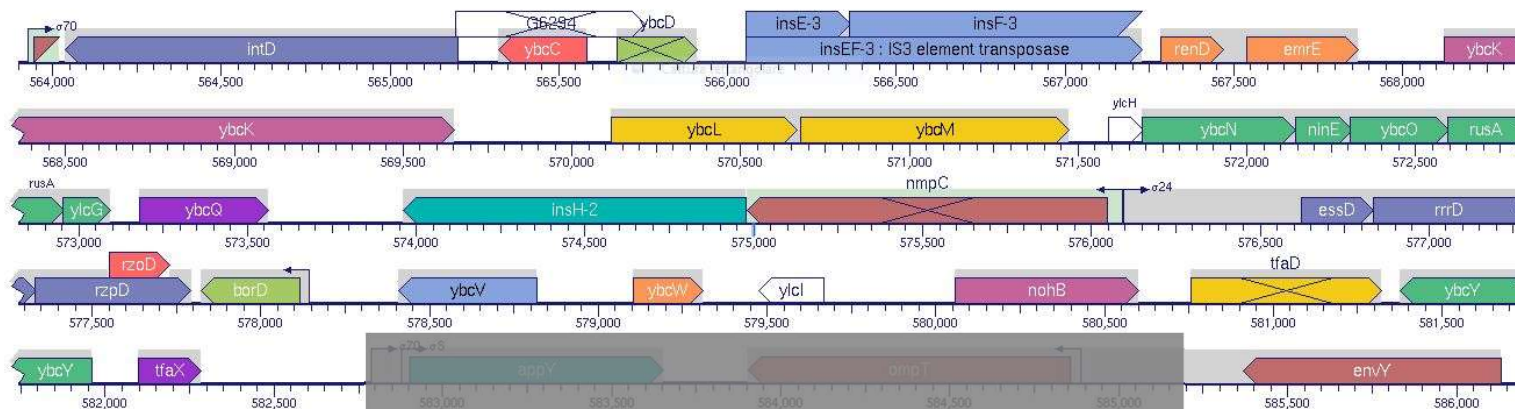 σ70 intD G6294 ybcC ybcD insE-3 insF-3 insEF-3 : IS3 element transposase renD emrE ybcK
564,000 564,500 565,000 565,500 566,000 566,500 567,000 567,500 568,000
ybcK ybcL ybcM ylcH ybcN ninE ybcO rusA
568,500 569,000 569,500 570,000 570,500 571,000 571,500 572,000 572,500
rusA ylcG ybcQ insH-2 nmpC σ24 essD rrrD
573,000 573,500 574,000 574,500 575,000 575,500 576,000 576,500 577,000
rzpD rzoD borD ybcV ybcW ylcI nohB tfaD ybcY
577,500 578,000 578,500 579,000 579,500 580,000 580,500 581,000 581,500
ybcY tfaX σ70 σS appY ompT envY
582,000 582,500 583,000 583,500 584,000 584,500 585,000 585,500 586,000